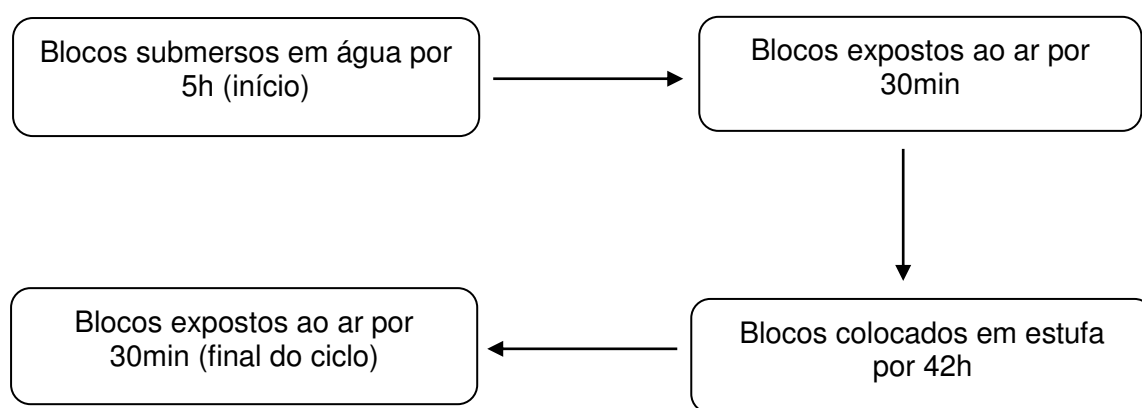 Blocos submersos em água por
5h (início)
Blocos expostos ao ar por
30min
Blocos colocados em estufa
por 42h
Blocos expostos ao ar por
30min (final do ciclo)